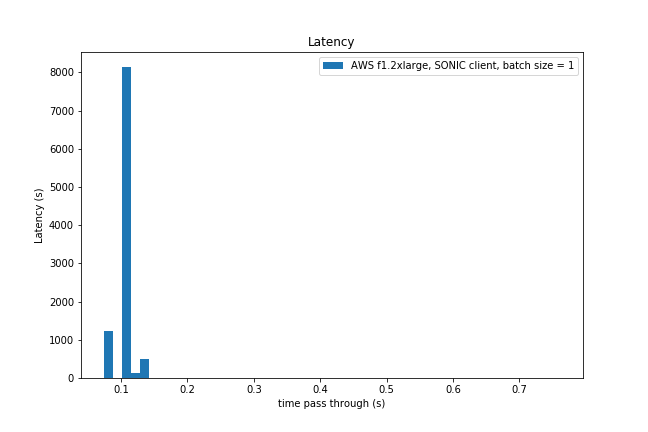 Latency
AWS f1.2xlarge, SONIC client, batch size = 1
Latency (s)
8000
7000
6000
5000
4000
3000
2000
1000
0
0.1 0.2 0.3 0.4 0.5 0.6 0.7
time pass through (s)